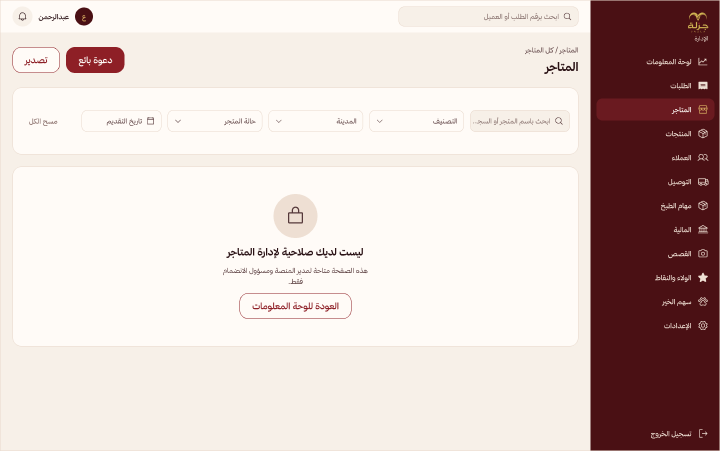 جزلة
الإدارة
لوحة المعلومات
الطلبات
المتاجر
المنتجات
العملاء
التوصيل
مهام الطبخ
المالية
القصص
الولاء والنقاط
سهم الخير
الإعدادات
تسجيل الخروج
ابحث برقم الطلب أو العميل
ع
عبدالرحمن
المتاجر / كل المتاجر
المتاجر
دعوة بائع
تصدير
ابحث باسم المتجر أو السجـ...
التصنيف
المدينة
حالة المتجر
تاريخ التقديم
مسح الكل
ليست لديك صلاحية لإدارة المتاجر
هذه الصفحة متاحة لمدير المنصة ومسؤول الانضمام
فقط.
العودة للوحة المعلومات